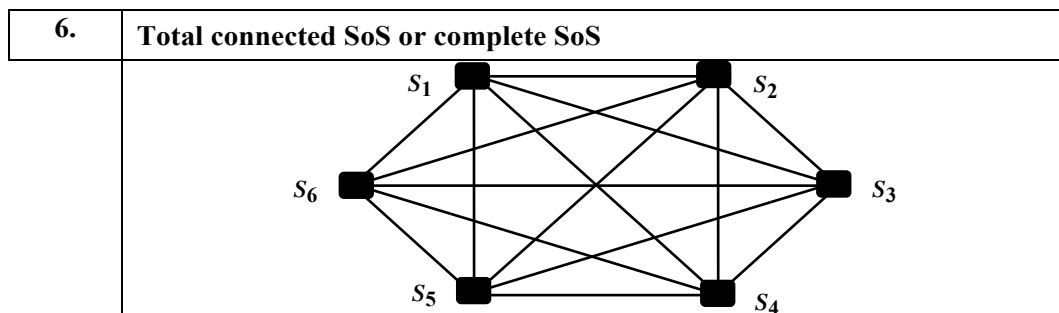 6.
Total connected SoS or complete SoS
S1
S2
S6
S3
S5
S4